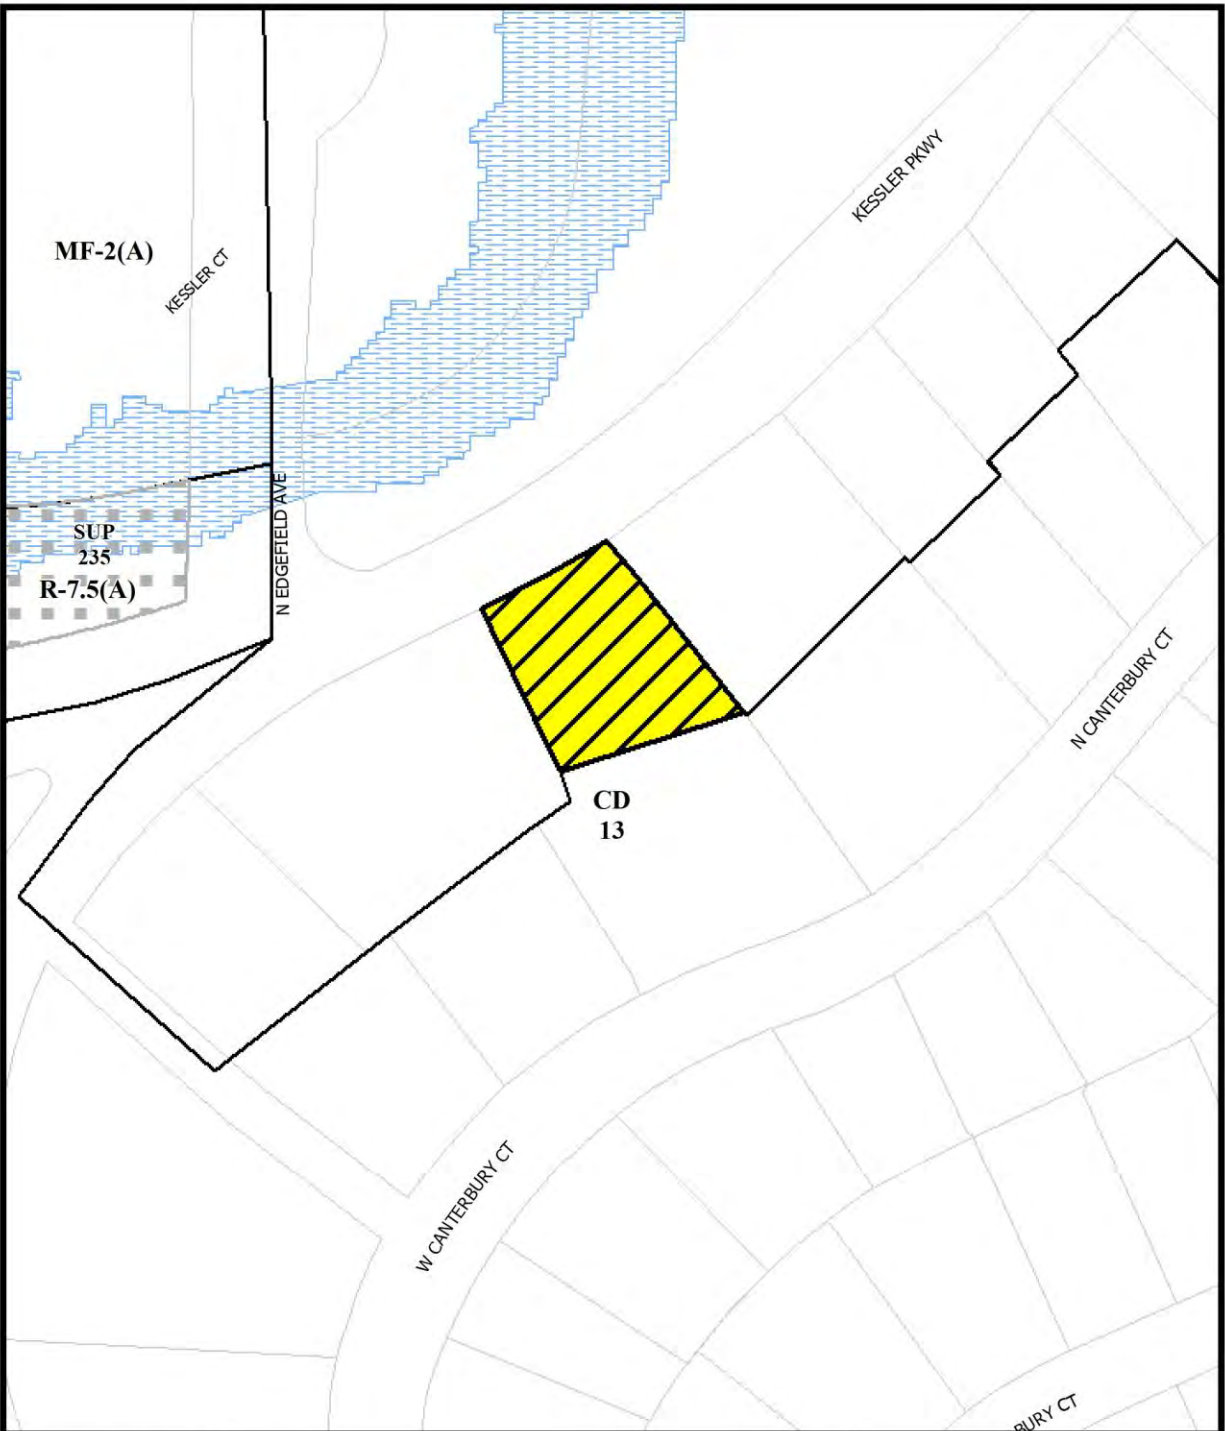 KESSLER PKWY
MF-2(A)
KESSLER CT
N EDGEFIELD AVE
SUP
235
R-7.5(A)
N CANTERBURY CT
CD
13
W CANTERBURY CT
BURY CT